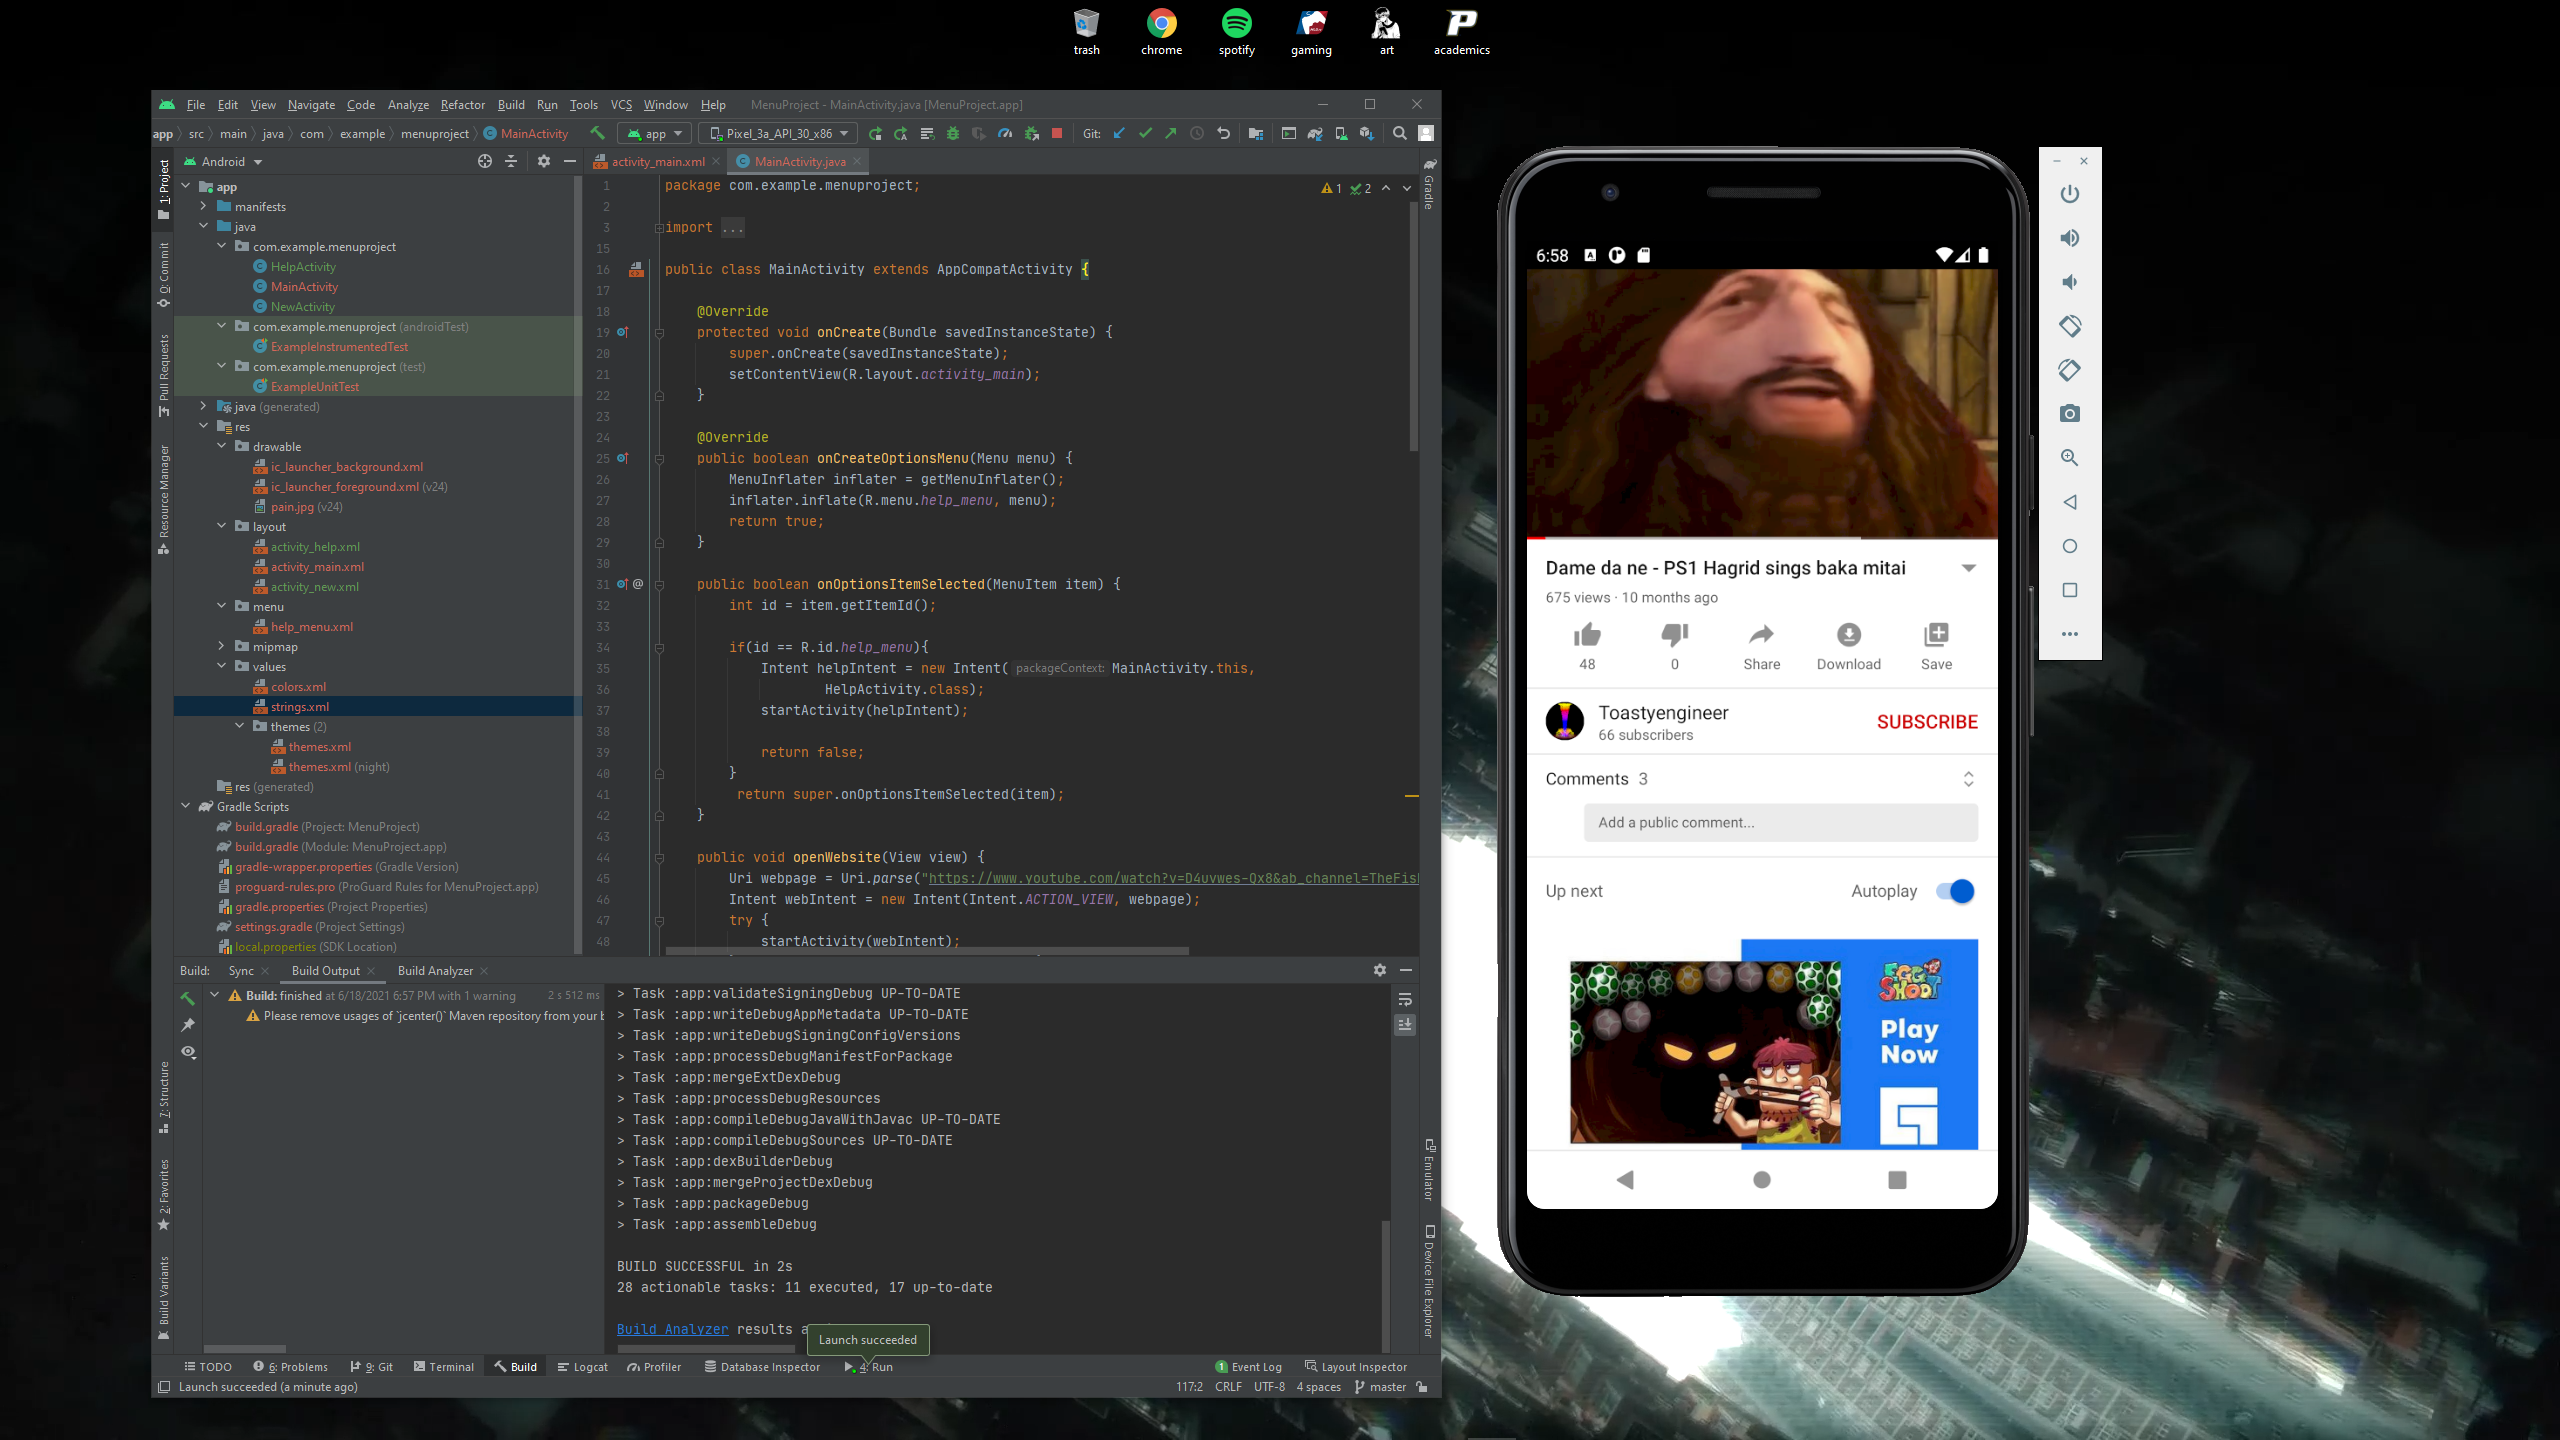 trash
chrome
spotify
gaming
art
academics
File Edit View Navigate Code Analyze Refactor Build Run Tools VCS Window Help MenuProject - MainActivity.java [MenuProject.app]
app src main java com example menuproject MainActivity app Pixel_3a_API_30_x86 Git:
Android
activity_main.xml MainActivity.java
1: Project
0: Commit
Pull Requests
Resource Manager
7: Structure
2: Favorites
Build Variants
app
manifests
java
com.example.menuproject
HelpActivity
MainActivity
NewActivity
com.example.menuproject (androidTest)
ExampleInstrumentedTest
com.example.menuproject (test)
ExampleUnitTest
java (generated)
res
drawable
ic_launcher_background.xml
ic_launcher_foreground.xml (v24)
pain.jpg (v24)
layout
activity_help.xml
activity_main.xml
activity_new.xml
menu
help_menu.xml
mipmap
values
colors.xml
strings.xml
themes (2)
themes.xml
themes.xml (night)
res (generated)
Gradle Scripts
build.gradle (Project: MenuProject)
build.gradle (Module: MenuProject.app)
gradle-wrapper.properties (Gradle Version)
proguard-rules.pro (ProGuard Rules for MenuProject.app)
gradle.properties (Project Properties)
settings.gradle (Project Settings)
local.properties (SDK Location)
1 2
1 package com.example.menuproject;
2
3 import ...
15
16 public class MainActivity extends AppCompatActivity {
17
18 @Override
19 protected void onCreate(Bundle savedInstanceState) {
20 super.onCreate(savedInstanceState);
21 setContentView(R.layout.activity_main);
22 }
23
24 @Override
25 public boolean onCreateOptionsMenu(Menu menu) {
26 MenuInflater inflater = getMenuInflater();
27 inflater.inflate(R.menu.help_menu, menu);
28 return true;
29 }
30
31 @ public boolean onOptionsItemSelected(MenuItem item) {
32 int id = item.getItemId();
33
34 if(id == R.id.help_menu){
35 Intent helpIntent = new Intent( packageContext: MainActivity.this,
36 HelpActivity.class);
37 startActivity(helpIntent);
38
39 return false;
40 }
41 return super.onOptionsItemSelected(item);
42 }
43
44 public void openWebsite(View view) {
45 Uri webpage = Uri.parse("https://www.youtube.com/watch?v=D4uvwes-Qx8&ab_channel=TheFis
46 Intent webIntent = new Intent(Intent.ACTION_VIEW, webpage);
47 try {
48 startActivity(webIntent);
Gradle
Emulator
Device File Explorer
Build: Sync Build Output Build Analyzer
Build: finished at 6/18/2021 6:57 PM with 1 warning 2 s 512 ms
Please remove usages of `jcenter()` Maven repository from your b
> Task :app:validateSigningDebug UP-TO-DATE
> Task :app:writeDebugAppMetadata UP-TO-DATE
> Task :app:writeDebugSigningConfigVersions
> Task :app:processDebugManifestForPackage
> Task :app:mergeExtDexDebug
> Task :app:processDebugResources
> Task :app:compileDebugJavaWithJavac UP-TO-DATE
> Task :app:compileDebugSources UP-TO-DATE
> Task :app:dexBuilderDebug
> Task :app:mergeProjectDexDebug
> Task :app:packageDebug
> Task :app:assembleDebug
BUILD SUCCESSFUL in 2s
28 actionable tasks: 11 executed, 17 up-to-date
Build Analyzer results a
Launch succeeded
TODO 6: Problems 9: Git Terminal Build Logcat Profiler Database Inspector 4: Run 1 Event Log Layout Inspector
Launch succeeded (a minute ago) 117:2 CRLF UTF-8 4 spaces master
6:58
Dame da ne - PS1 Hagrid sings baka mitai
675 views · 10 months ago
48 0 Share Download Save
Toastyengineer
66 subscribers
SUBSCRIBE
Comments 3
Add a public comment...
Up next Autoplay
EGG SHOOT
Play
Now